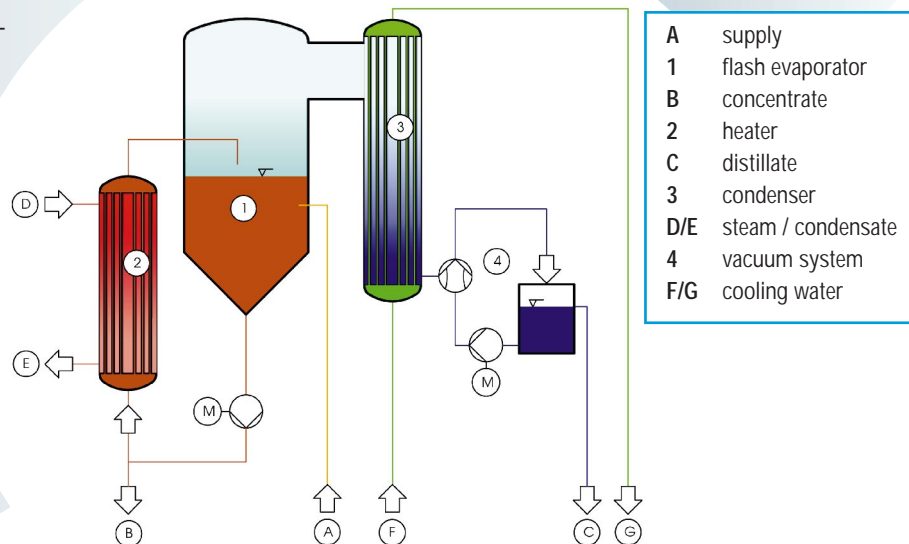 3
1
4
D
2
E
M
M
B
A
F
C
G
A supply
1 flash evaporator
B concentrate
2 heater
C distillate
3 condenser
D/E steam / condensate
4 vacuum system
F/G cooling water